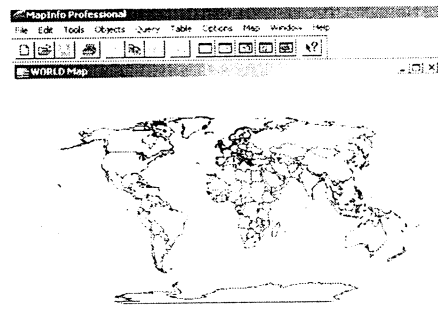 MapInfo Professional
File Edit Tools Objects Query Table Options Map Window Help
WORLD Map